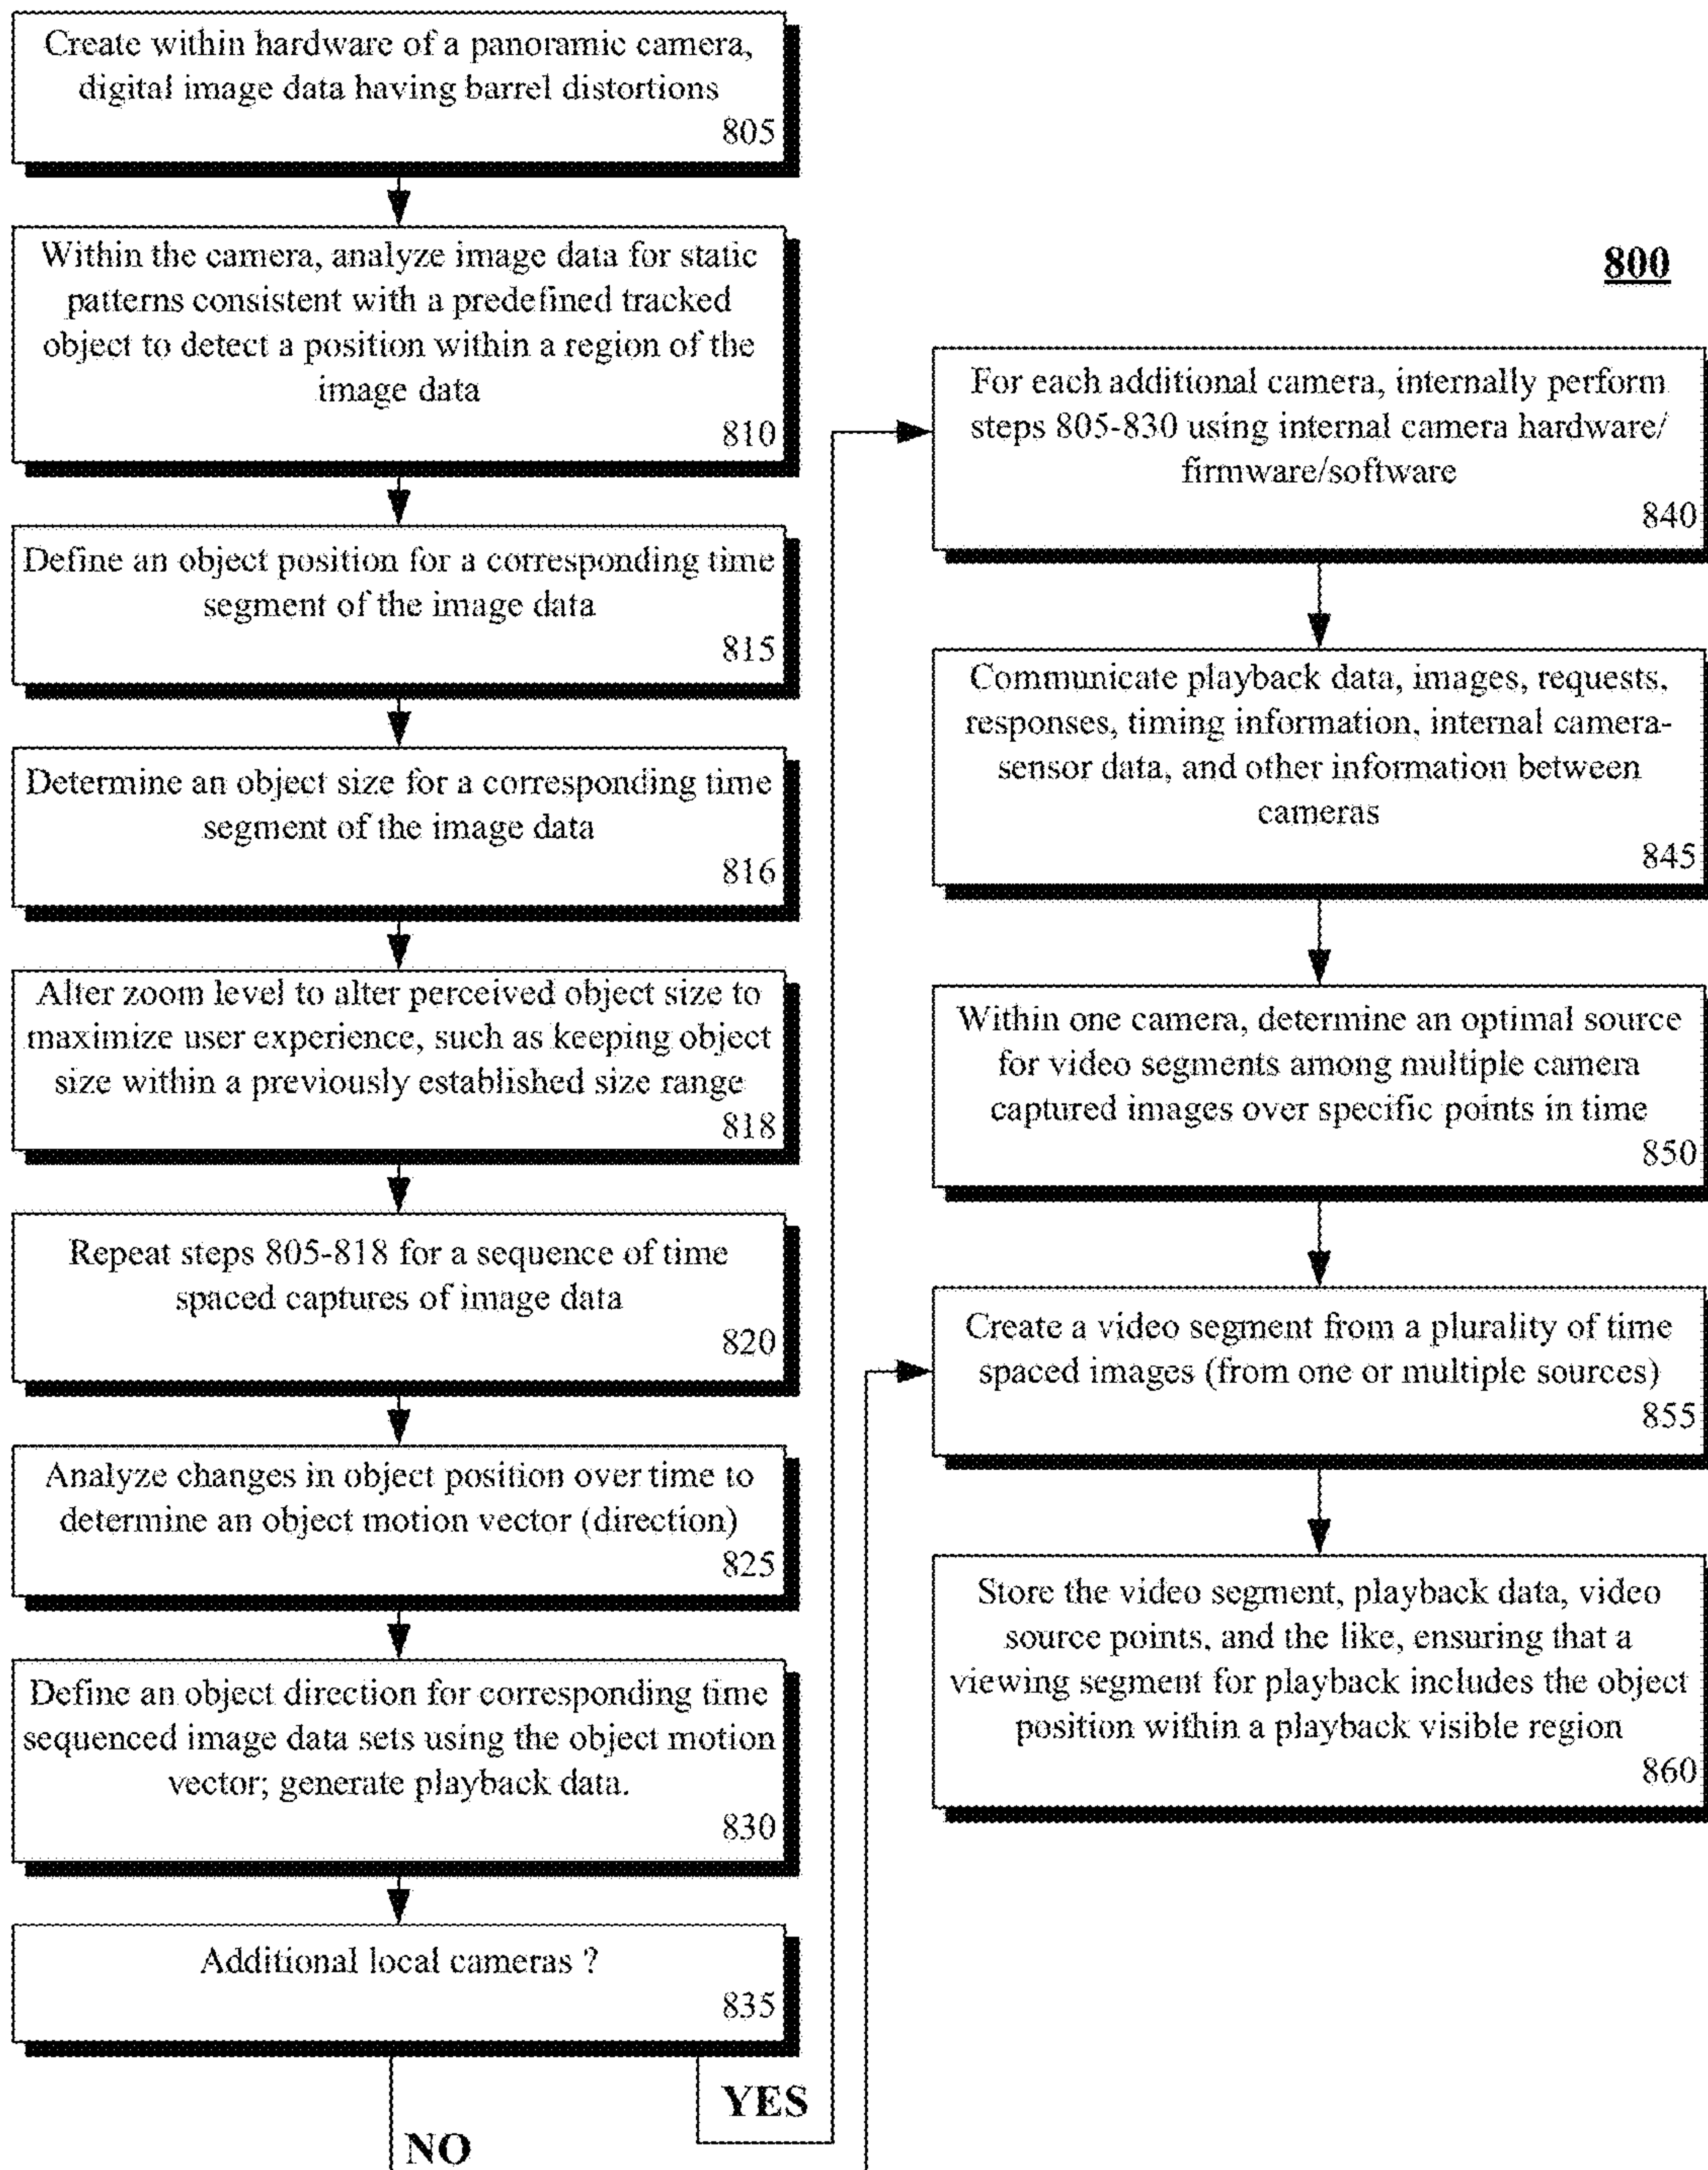 Create within hardware of a panoramic camera,
digital image data having barrel distortions
805
Within the camera, analyze image data for static
patterns consistent with a predefined tracked
object to detect a position within a region of the
image data
810
Define an object position for a corresponding time
segment of the image data
815
Determine an object size for a corresponding time
segment of the image data
816
Alter zoom level to alter perceived object size to
maximize user experience, such as keeping object
size within a previously established size range
818
Repeat steps 805-818 for a sequence of time
spaced captures of image data
820
Analyze changes in object position over time to
determine an object motion vector (direction)
825
Define an object direction for corresponding time
sequenced image data sets using the object motion
vector; generate playback data.
830
Additional local cameras ?
835
YES
NO
800
For each additional camera, internally perform
steps 805-830 using internal camera hardware/
firmware/software
840
Communicate playback data, images, requests,
responses, timing information, internal camera-
sensor data, and other information between
cameras
845
Within one camera, determine an optimal source
for video segments among multiple camera
captured images over specific points in time
850
Create a video segment from a plurality of time
spaced images (from one or multiple sources)
855
Store the video segment, playback data, video
source points, and the like, ensuring that a
viewing segment for playback includes the object
position within a playback visible region
860